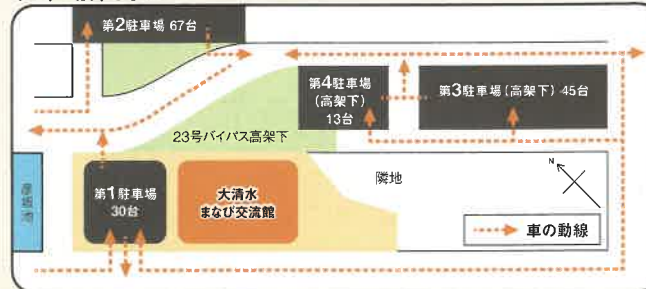 第2駐車場 67台
第4駐車場
(高架下)
13台
第3駐車場(高架下) 45台
23号バイパス高架下
第1駐車場
30台
大清水
まなび交流館
隣地
N
車の動線